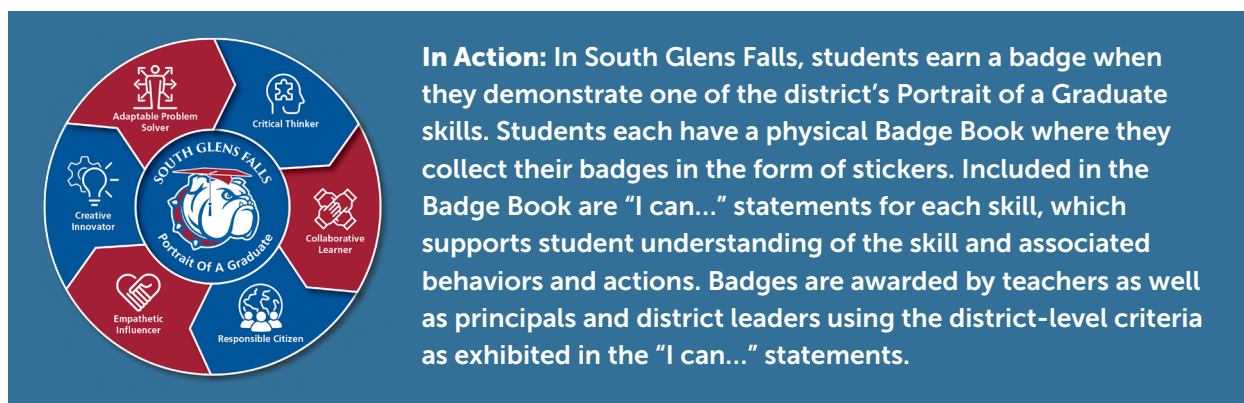 Adaptable Problem
Solver
Critical Thinker
Creative
Innovator
Collaborative
Learner
Empathetic
Influencer
Responsible Citizen
SOUTH GLENS FALLS
Portrait Of A Graduate
In Action: In South Glens Falls, students earn a badge when
they demonstrate one of the district’s Portrait of a Graduate
skills. Students each have a physical Badge Book where they
collect their badges in the form of stickers. Included in the
Badge Book are “I can...” statements for each skill, which
supports student understanding of the skill and associated
behaviors and actions. Badges are awarded by teachers as well
as principals and district leaders using the district-level criteria
as exhibited in the “I can...” statements.